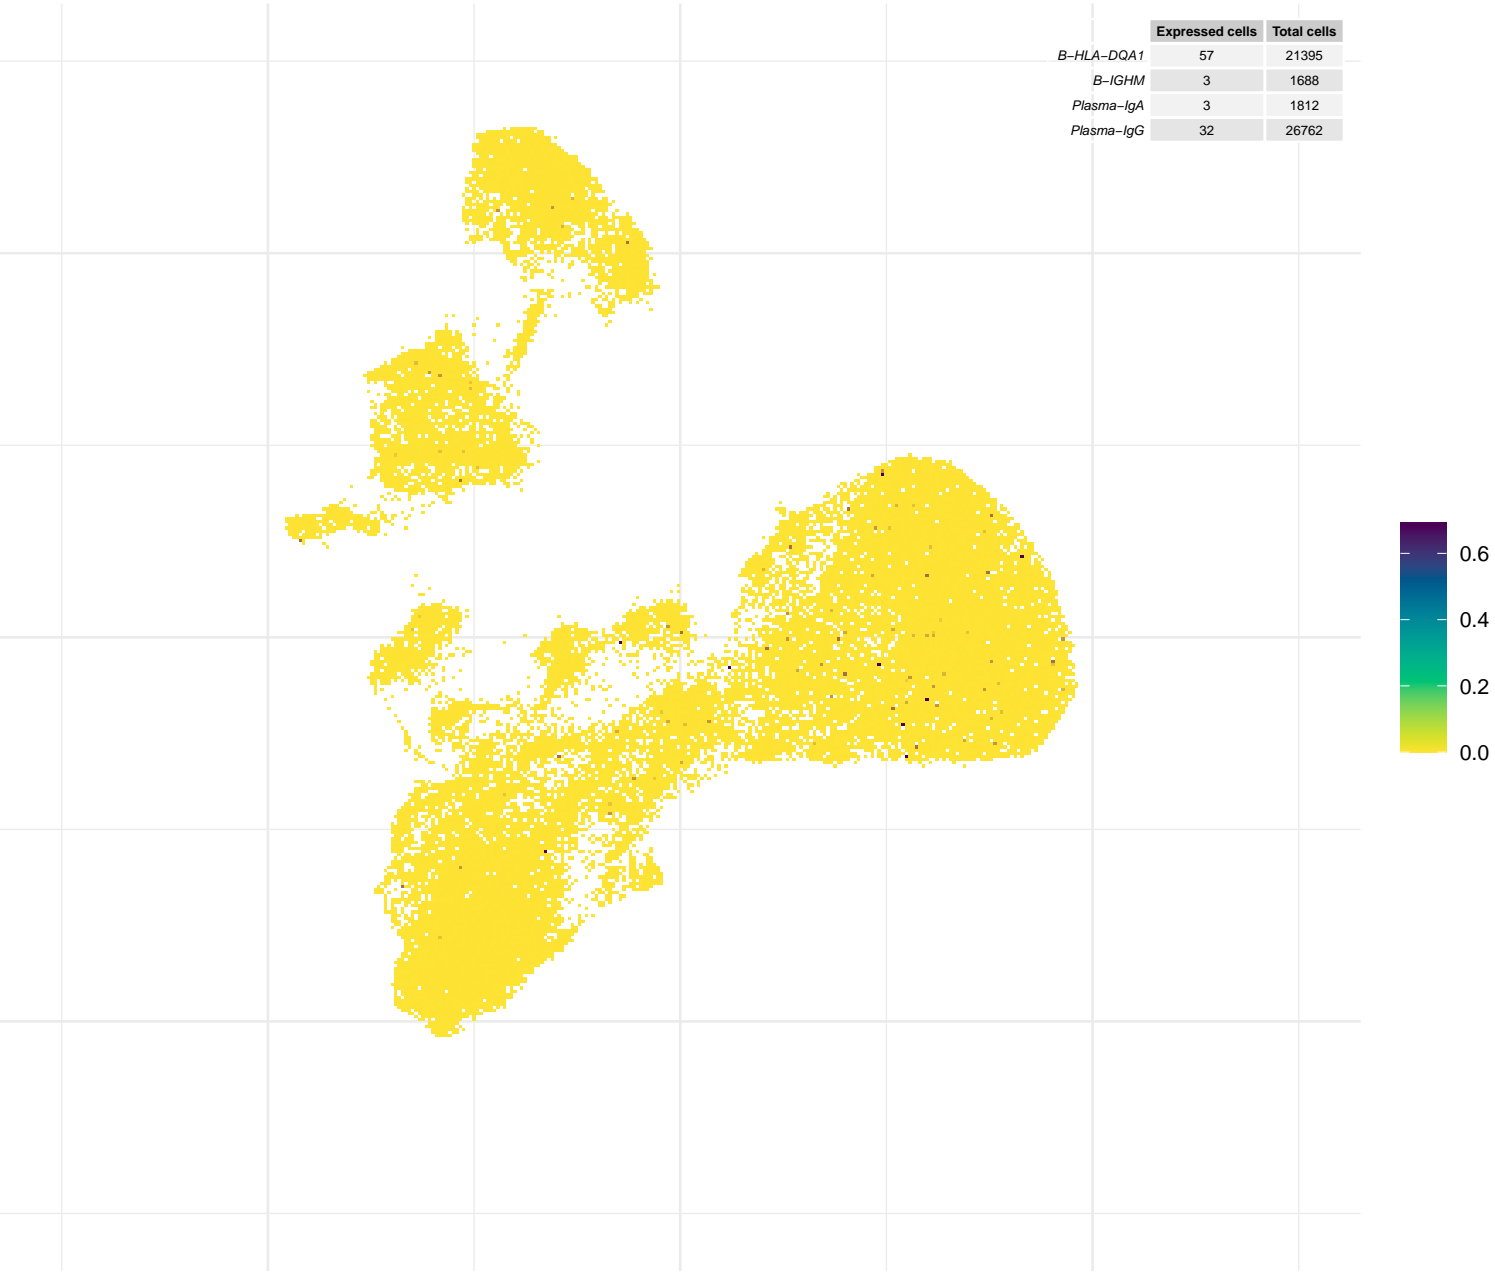 Expressed cells Total cells
B−HLA−DQA1 57 21395
B−IGHM 3 1688
Plasma−IgA 3 1812
Plasma−IgG 32 26762
0.6
0.4
0.2
0.0